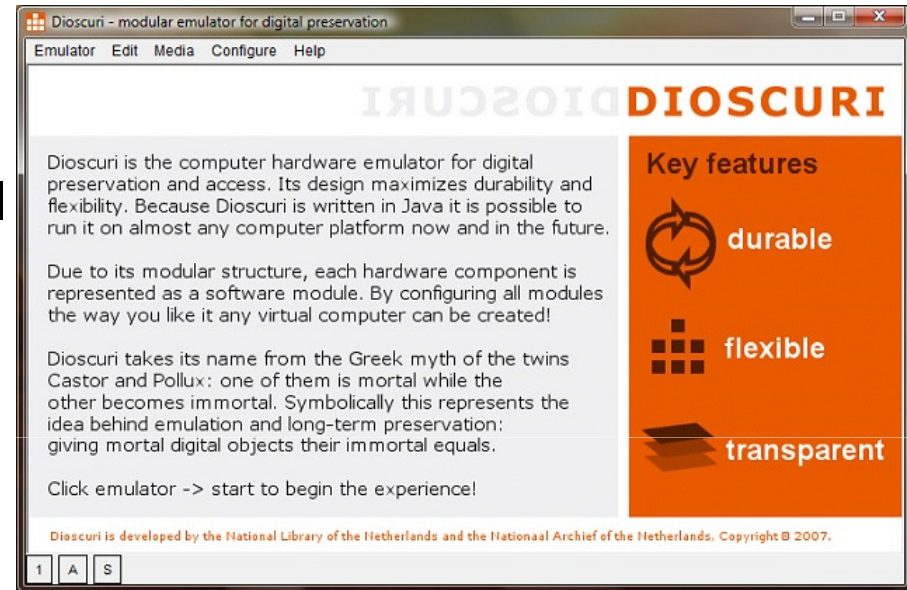 Dioscuri - modular emulator for digital preservation
Emulator Edit Media Configure Help
DIOSCURI DIOSCURI
Dioscuri is the computer hardware emulator for digital
preservation and access. Its design maximizes durability and
flexibility. Because Dioscuri is written in Java it is possible to
run it on almost any computer platform now and in the future.
Due to its modular structure, each hardware component is
represented as a software module. By configuring all modules
the way you like it any virtual computer can be created!
Dioscuri takes its name from the Greek myth of the twins
Castor and Pollux: one of them is mortal while the
other becomes immortal. Symbolically this represents the
idea behind emulation and long-term preservation:
giving mortal digital objects their immortal equals.
Click emulator -> start to begin the experience!
Key features
durable
flexible
transparent
Dioscuri is developed by the National Library of the Netherlands and the Nationaal Archief of the Netherlands, Copyright © 2007.
1 A S